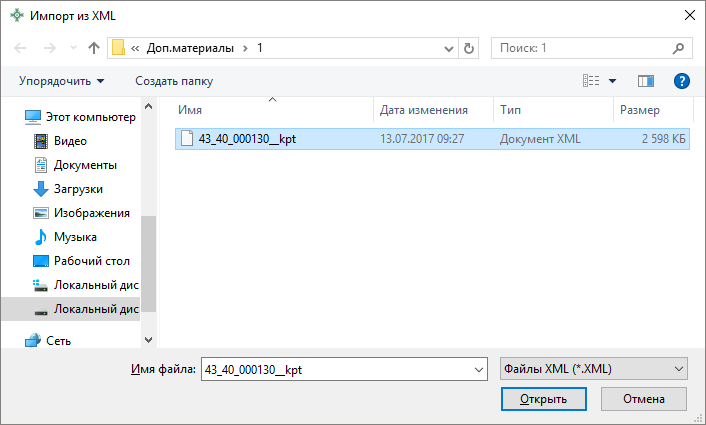 Импорт из XML
« Доп.материалы › 1
Поиск: 1
Упорядочить
Создать папку
?
Имя Дата изменения Тип Размер
43_40_000130__kpt 13.07.2017 09:27 Документ XML 2 598 КБ
Этот компьютер
Видео
Документы
Загрузки
Изображения
Музыка
Рабочий стол
Локальный дис
Локальный дис
Сеть
Имя файла: 43_40_000130__kpt
Файлы XML (*.XML)
Открыть
Отмена